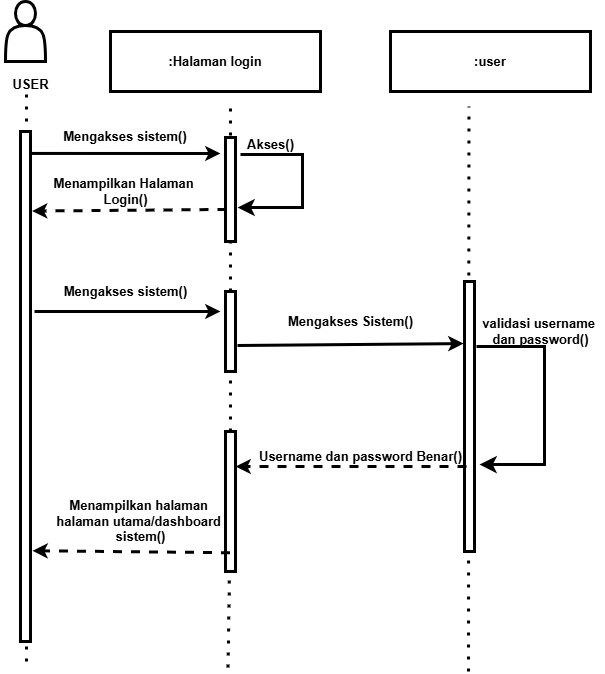 :Halaman login
:user
USER
Mengakses sistem()
Akses()
Menampilkan Halaman
Login()
Mengakses sistem()
Mengakses Sistem()
validasi username
dan password()
Username dan password Benar()
Menampilkan halaman
halaman utama/dashboard
sistem()